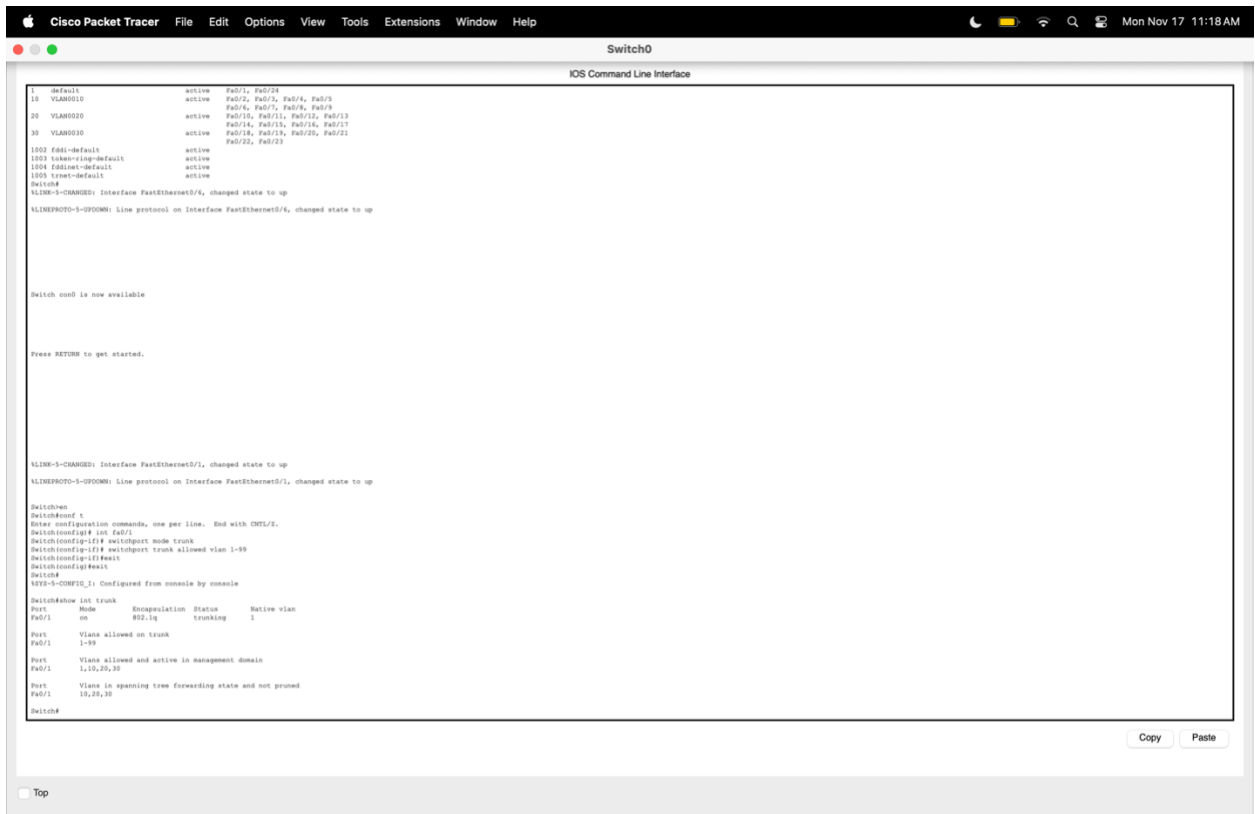 Cisco Packet Tracer File Edit Options View Tools Extensions Window Help Mon Nov 17 11:18 AM
Switch0
IOS Command Line Interface
1 default active Fa0/1, Fa0/24
10 VLAN0010 active Fa0/2, Fa0/3, Fa0/4, Fa0/5
Fa0/6, Fa0/7, Fa0/8, Fa0/9
20 VLAN0020 active Fa0/10, Fa0/11, Fa0/12, Fa0/13
Fa0/14, Fa0/15, Fa0/16, Fa0/17
30 VLAN0030 active Fa0/18, Fa0/19, Fa0/20, Fa0/21
Fa0/22, Fa0/23
1002 fddi-default active
1003 token-ring-default active
1004 fddinet-default active
1005 trnet-default active
Switch#
%LINK-5-CHANGED: Interface FastEthernet0/6, changed state to up
%LINEPROTO-5-UPDOWN: Line protocol on Interface FastEthernet0/6, changed state to up
Switch con0 is now available
Press RETURN to get started.
%LINK-5-CHANGED: Interface FastEthernet0/1, changed state to up
%LINEPROTO-5-UPDOWN: Line protocol on Interface FastEthernet0/1, changed state to up
Switch>en
Switch#conf t
Enter configuration commands, one per line. End with CNTL/Z.
Switch(config)# int fa0/1
Switch(config-if)# switchport mode trunk
Switch(config-if)# switchport trunk allowed vlan 1-99
Switch(config-if)#exit
Switch(config)#exit
Switch#
%SYS-5-CONFIG_I: Configured from console by console
Switch#show int trunk
Port Mode Encapsulation Status Native vlan
Fa0/1 on 802.1q trunking 1
Port Vlans allowed on trunk
Fa0/1 1-99
Port Vlans allowed and active in management domain
Fa0/1 1,10,20,30
Port Vlans in spanning tree forwarding state and not pruned
Fa0/1 10,20,30
Switch#
Copy Paste
Top